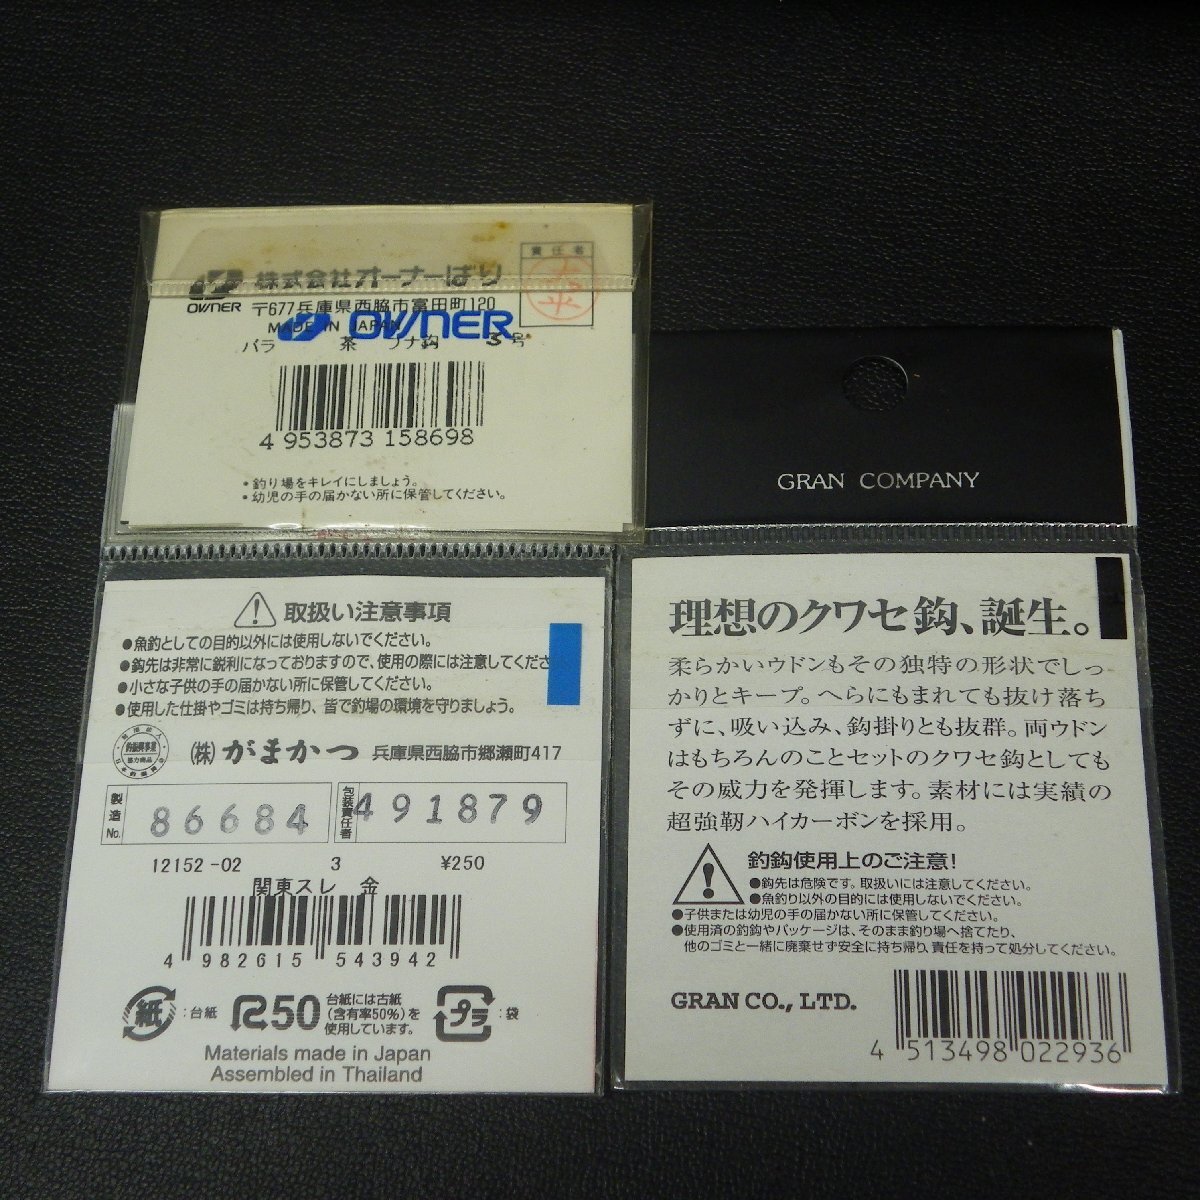 株式会社オーナーばり
責任者
OWNER
〒677兵庫県西脇市富田町120
MADE IN JAPAN
OWNER
バラ 茶 フナ鈎 3号
4 953873 158698
・釣り場をキレイにしましょう。
・幼児の手の届かない所に保管してください。
取扱い注意事項
●魚釣としての目的以外には使用しないでください。
●鈎先は非常に鋭利になっておりますので、使用の際には注意してくださ
●小さな子供の手の届かない所に保管してください。
●使用した仕掛やゴミは持ち帰り、皆で釣場の環境を守りましょう。
(株)がまかつ 兵庫県西脇市郷瀬町417
製造No. 86684 包装責任者 491879
12152-02 3 ¥250
関東スレ 金
4 982615 543942
紙 :台紙
R50
台紙には古紙
(含有率50%)を
使用しています。
プラ :袋
Materials made in Japan
Assembled in Thailand
GRAN COMPANY
理想のクワセ鈎、誕生。
柔らかいウドンもその独特の形状でしっ
かりとキープ。へらにもまれても抜け落ち
ずに、吸い込み、鈎掛りとも抜群。両ウドン
はもちろんのことセットのクワセ鈎としても
その威力を発揮します。素材には実績の
超強靭ハイカーボンを採用。
釣鈎使用上のご注意!
●鈎先は危険です。取扱いには注意してください。
●魚釣り以外の目的には使用しないでください。
●子供または幼児の手の届かない所に保管してください。
●使用済の釣鈎やパッケージは、そのまま釣り場へ捨てたり、
他のゴミと一緒に廃棄せず安全に持ち帰り、責任を持って処分してください。
GRAN CO., LTD.
4 513498 022936